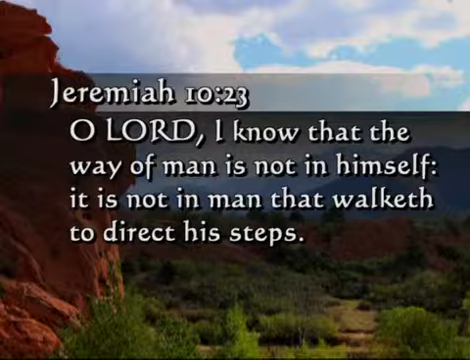 Jeremiah 10:23
O LORD, I know that the
way of man is not in himself:
it is not in man that walketh
to direct his steps.